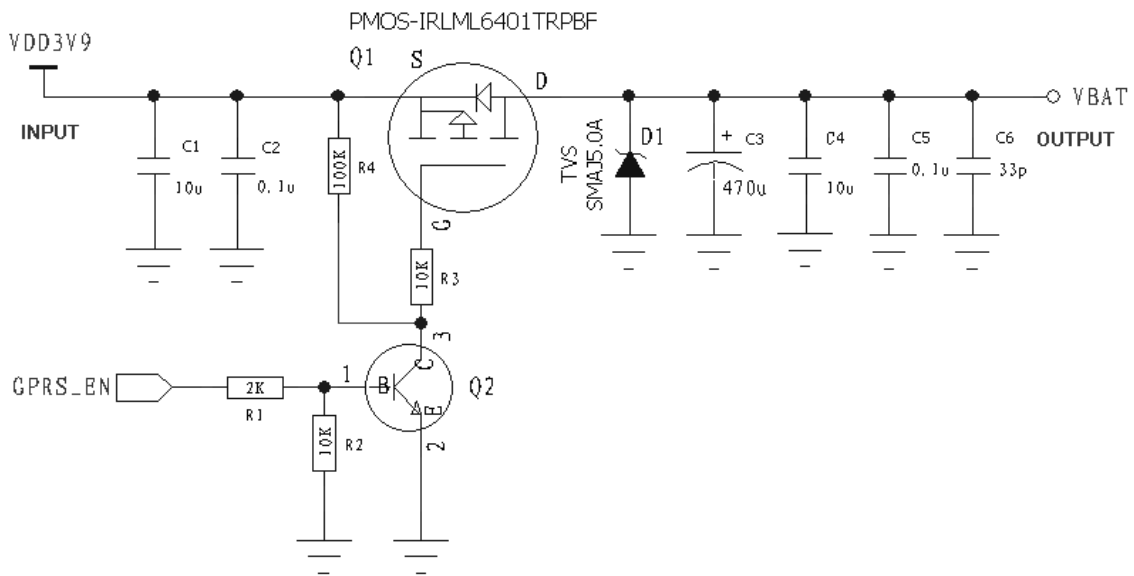 PMOS-IRLML6401TRPBF
VDD3V9
Q1
S
D
VBAT
INPUT
OUTPUT
C1
10u
C2
0.1u
100K
R4
G
TVS
SMAJ5.0A
D1
+
C3
470u
C4
10u
C5
0.1u
C6
33p
10K
R3
3
C
GPRS_EN
2K
R1
1
B
Q2
E
2
10K
R2